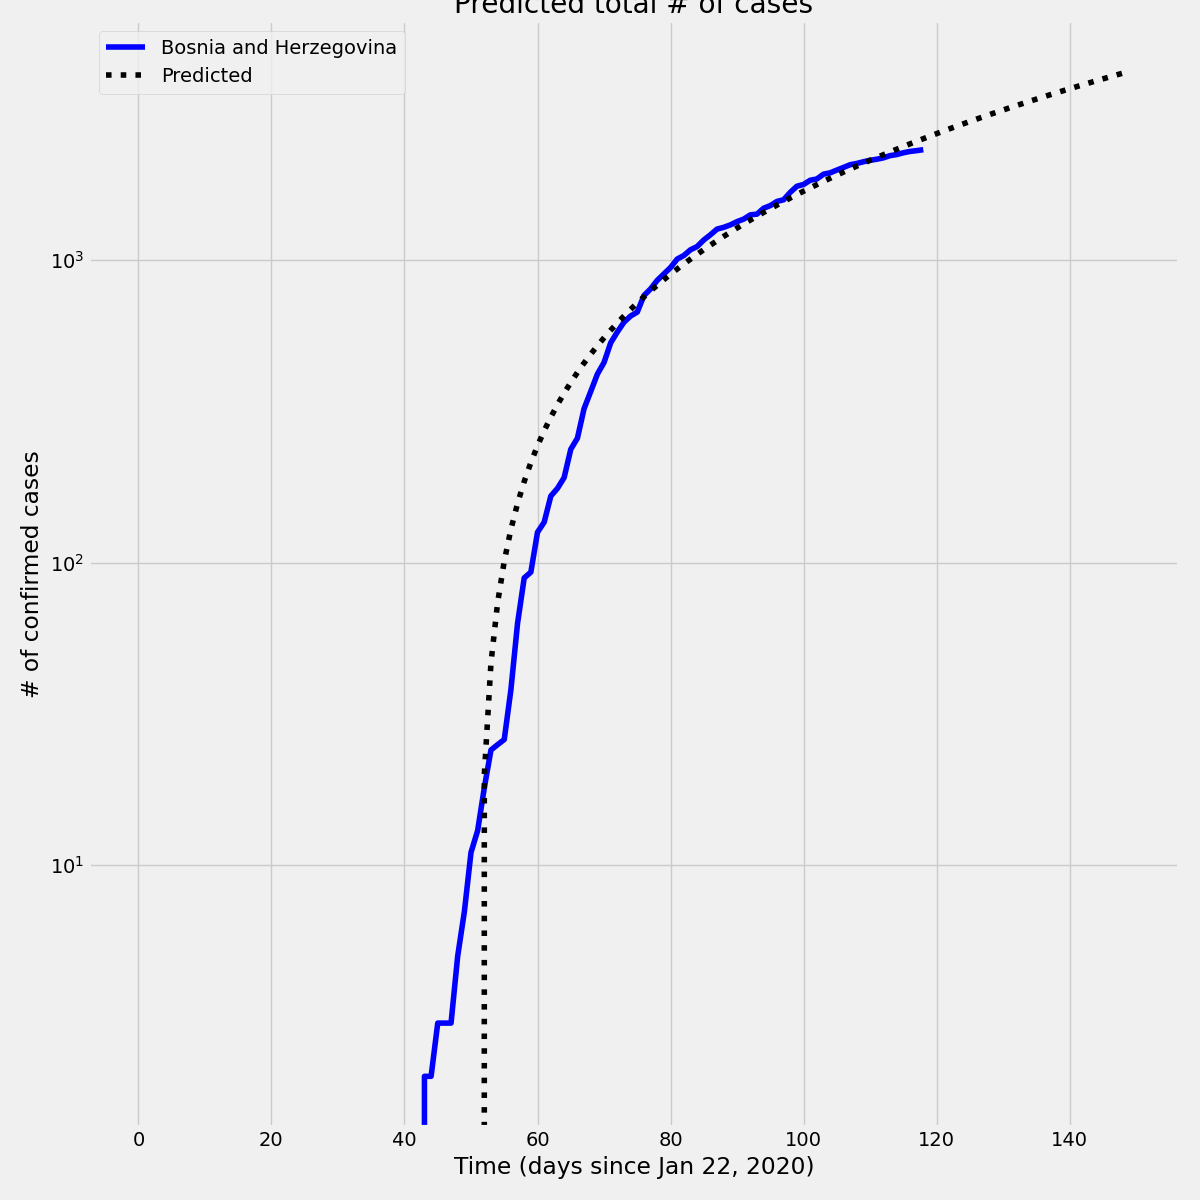 Predicted total # of cases
Bosnia and Herzegovina
Predicted
10³
10²
10¹
# of confirmed cases
0 20 40 60 80 100 120 140
Time (days since Jan 22, 2020)